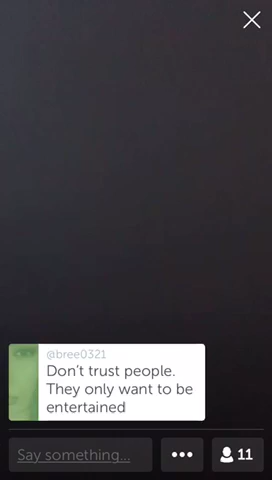 @bree0321
Don't trust people.
They only want to be
entertained
Say something...
11